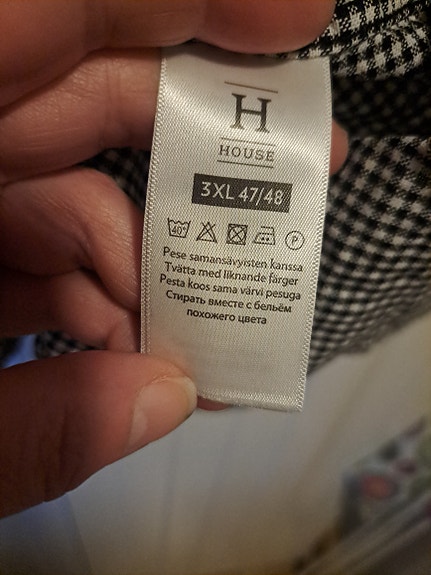 H
HOUSE
3XL 47/48
40°
P
Pese samansävyisten kanssa
Tvätta med liknande färger
Pesta koos sama värvi pesuga
Стирать вместе с бельём
похожего цвета